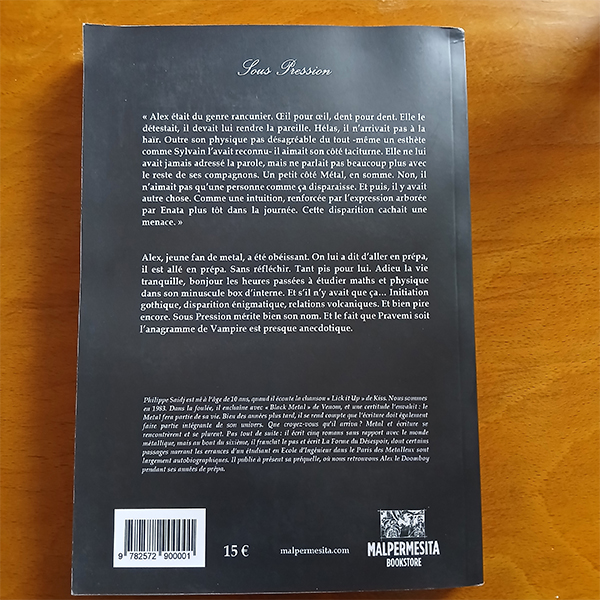 Sous Pression
« Alex était du genre rancunier. Œil pour œil, dent pour dent. Elle le
détestait, il devait lui rendre la pareille. Hélas, il n'arrivait pas à la
haïr. Outre son physique pas désagréable du tout -même un esthète
comme Sylvain l'avait reconnu- il aimait son côté taciturne. Elle ne lui
avait jamais adressé la parole, mais ne parlait pas beaucoup plus avec
le reste de ses compagnons. Un petit côté Métal, en somme. Non, il
n'aimait pas qu'une personne comme ça disparaisse. Et puis, il y avait
autre chose. Comme une intuition, renforcée par l'expression arborée
par Enata plus tôt dans la journée. Cette disparition cachait une
menace. »
Alex, jeune fan de metal, a été obéissant. On lui a dit d'aller en prépa,
il est allé en prépa. Sans réfléchir. Tant pis pour lui. Adieu la vie
tranquille, bonjour les heures passées à étudier maths et physique
dans son minuscule box d'interne. Et s'il n'y avait que ça... Initiation
gothique, disparition énigmatique, relations volcaniques. Et bien pire
encore. Sous Pression mérite bien son nom. Et le fait que Pravemi soit
l'anagramme de Vampire est presque anecdotique.
Philippe Saidj est né à l'âge de 10 ans, quand il écoute la chanson « Lick it Up » de Kiss. Nous sommes
en 1983. Dans la foulée, il enchaîne avec « Black Metal » de Venom, et une certitude l'envahit : le
Metal fera partie de sa vie. Bien des années plus tard, il se rend compte que l'écriture doit également
faire partie intégrante de son univers. Que croyez-vous qu'il arriva ? Metal et écriture se
rencontrèrent et se plurent. Pas tout de suite : il écrit cinq romans sans rapport avec le monde
métallique, mais au bout du sixième, il franchit le pas et écrit La Forme du Désespoir, dont certains
passages narrant les errances d'un étudiant en Ecole d'Ingénieur dans le Paris des Metalleux sont
largement autobiographiques. Il publie à présent sa préquelle, où nous retrouvons Alex le Doomboy
pendant ses années de prépa.
9 782572 900001
15 €
malpermesita.com
MALPERMESITA
BOOKSTORE